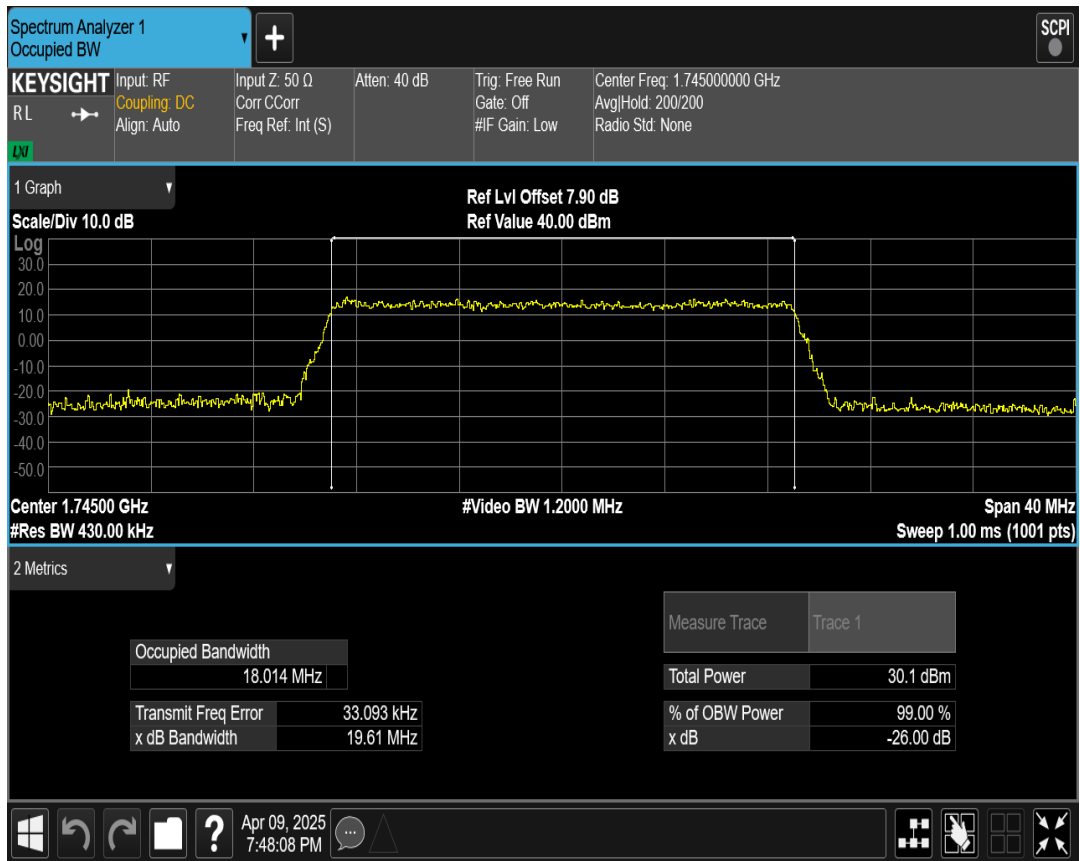 Spectrum Analyzer 1
Occupied BW
+
SCPI
KEYSIGHT
R L
LXI
Input: RF
Coupling: DC
Align: Auto
Input Z: 50 Ω
Corr CCorr
Freq Ref: Int (S)
Atten: 40 dB
Trig: Free Run
Gate: Off
#IF Gain: Low
Center Freq: 1.745000000 GHz
Avg|Hold: 200/200
Radio Std: None
1 Graph
Scale/Div 10.0 dB
Ref Lvl Offset 7.90 dB
Ref Value 40.00 dBm
Log
30.0
20.0
10.0
0.00
-10.0
-20.0
-30.0
-40.0
-50.0
Center 1.74500 GHz
#Res BW 430.00 kHz
#Video BW 1.2000 MHz
Span 40 MHz
Sweep 1.00 ms (1001 pts)
2 Metrics
Measure Trace Trace 1
Occupied Bandwidth
18.014 MHz
Total Power 30.1 dBm
Transmit Freq Error 33.093 kHz
% of OBW Power 99.00 %
x dB Bandwidth 19.61 MHz
x dB -26.00 dB
?
Apr 09, 2025
7:48:08 PM